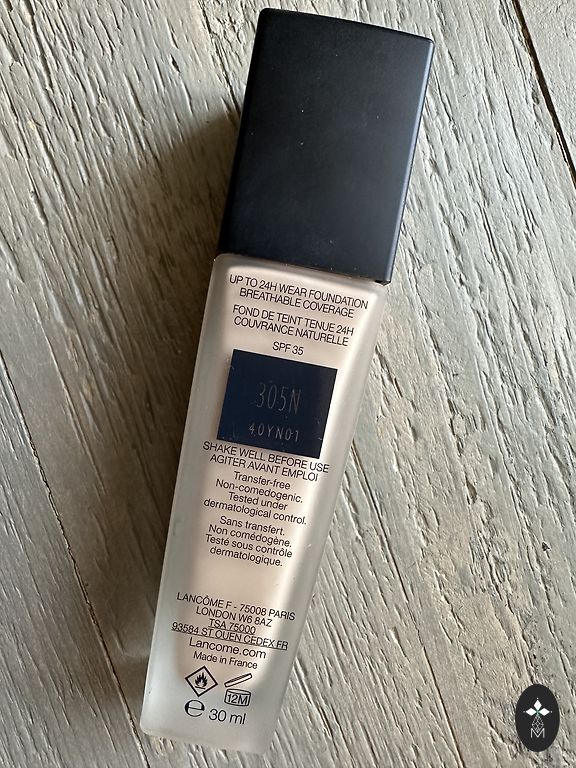 UP TO 24H WEAR FOUNDATION
BREATHABLE COVERAGE
FOND DE TEINT TENUE 24H
COUVRANCE NATURELLE
SPF 35
305N
40YN01
SHAKE WELL BEFORE USE
AGITER AVANT EMPLOI
Transfer-free
Non-comedogenic.
Tested under
dermatological control.
Sans transfert.
Non comédogène.
Testé sous contrôle
dermatologique.
LANCÔME F - 75008 PARIS
LONDON W6 8AZ
TSA 75000
93584 ST OUEN CEDEX FR
Lancome.com
Made in France
12M
e 30 ml
M